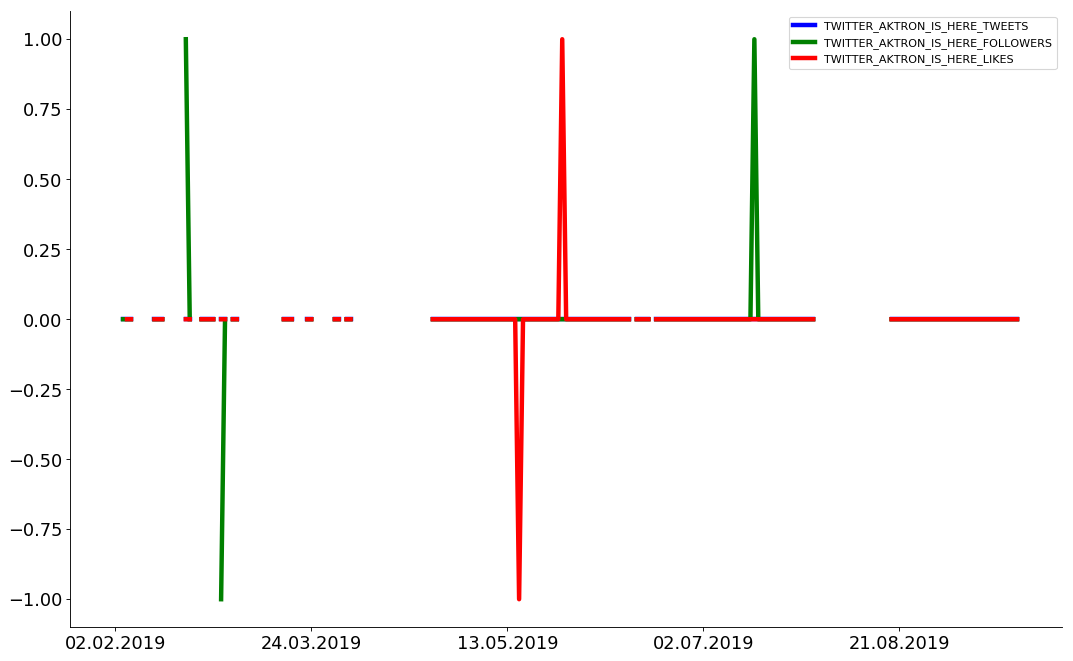 TWITTER_AKTRON_IS_HERE_TWEETS
TWITTER_AKTRON_IS_HERE_FOLLOWERS
TWITTER_AKTRON_IS_HERE_LIKES
1.00
0.75
0.50
0.25
0.00
−0.25
−0.50
−0.75
−1.00
02.02.2019 24.03.2019 13.05.2019 02.07.2019 21.08.2019